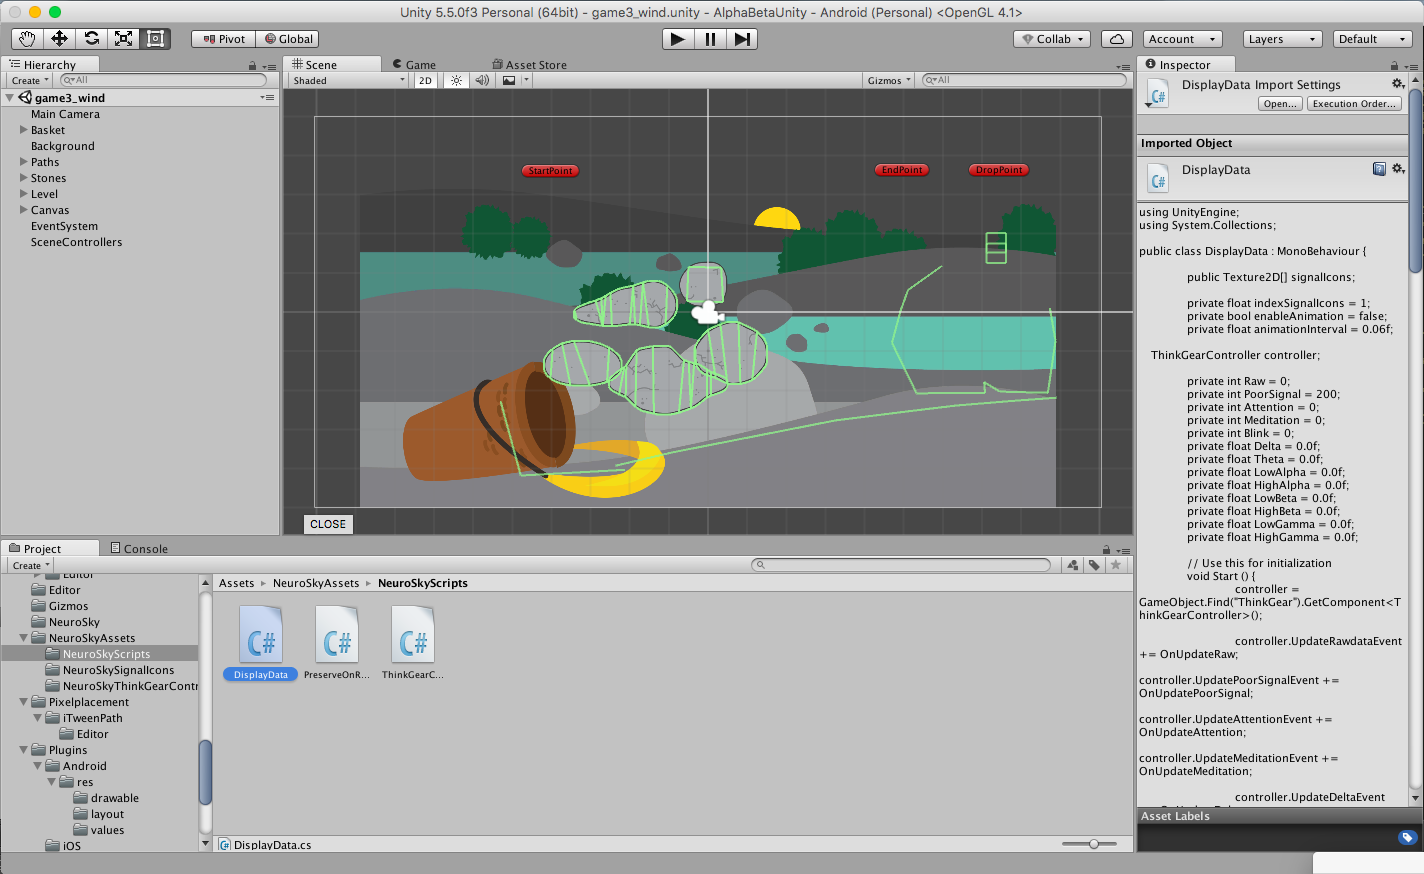 Unity 5.5.0f3 Personal (64bit) - game3_wind.unity - AlphaBetaUnity - Android (Personal) <OpenGL 4.1>
Pivot Global
Collab Account Layers Default
Hierarchy
Create All
game3_wind
Main Camera
Basket
Background
Paths
Stones
Level
Canvas
EventSystem
SceneControllers
Scene Game Asset Store
Shaded 2D Gizmos All
StartPoint EndPoint DropPoint
CLOSE
Inspector
DisplayData Import Settings
C#
Open... Execution Order...
Imported Object
DisplayData
C#
using UnityEngine;
using System.Collections;
public class DisplayData : MonoBehaviour {
public Texture2D[] signalIcons;
private float indexSignalIcons = 1;
private bool enableAnimation = false;
private float animationInterval = 0.06f;
ThinkGearController controller;
private int Raw = 0;
private int PoorSignal = 200;
private int Attention = 0;
private int Meditation = 0;
private int Blink = 0;
private float Delta = 0.0f;
private float Theta = 0.0f;
private float LowAlpha = 0.0f;
private float HighAlpha = 0.0f;
private float LowBeta = 0.0f;
private float HighBeta = 0.0f;
private float LowGamma = 0.0f;
private float HighGamma = 0.0f;
// Use this for initialization
void Start () {
controller =
GameObject.Find("ThinkGear").GetComponent<T
hinkGearController>();
controller.UpdateRawdataEvent
+= OnUpdateRaw;
controller.UpdatePoorSignalEvent +=
OnUpdatePoorSignal;
controller.UpdateAttentionEvent +=
OnUpdateAttention;
controller.UpdateMeditationEvent +=
OnUpdateMeditation;
controller.UpdateDeltaEvent
Asset Labels
Project Console
Create
Editor
Editor
Gizmos
NeuroSky
NeuroSkyAssets
NeuroSkyScripts
NeuroSkySignalIcons
NeuroSkyThinkGearContr
Pixelplacement
iTweenPath
Editor
Plugins
Android
res
drawable
layout
values
iOS
Assets NeuroSkyAssets NeuroSkyScripts
C# C# C#
DisplayData PreserveOnR... ThinkGearC...
DisplayData.cs